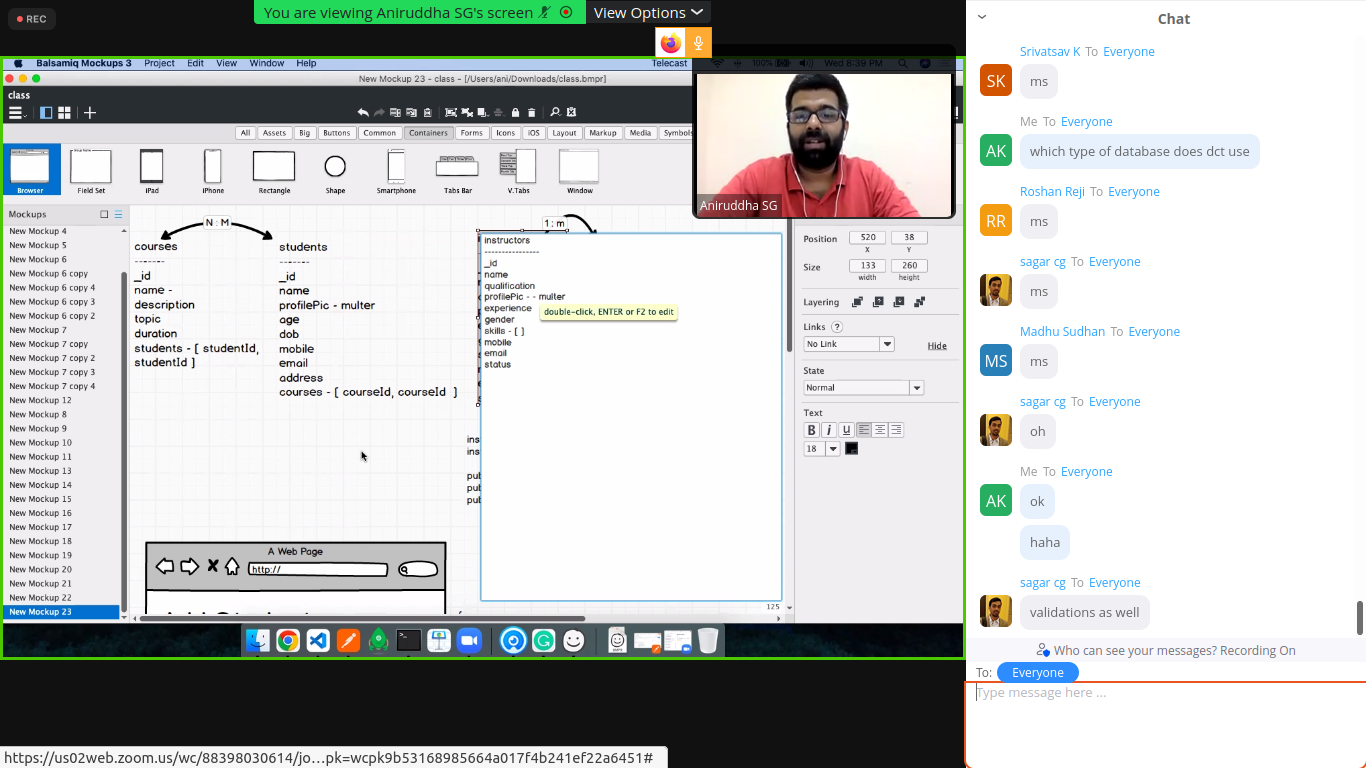 REC
You are viewing Aniruddha SG's screen
View Options
Balsamiq Mockups 3 Project Edit View Window Help
Telecast 100% Wed 8:39 PM
New Mockup 23 - class - [/Users/ani/Downloads/class.bmpr]
class
All Assets Big Buttons Common Containers Forms Icons iOS Layout Markup Media Symbols
Browser Field Set iPad iPhone Rectangle Shape Smartphone Tabs Bar V.Tabs Window
Aniruddha SG
Mockups
New Mockup 4
New Mockup 5
New Mockup 6
New Mockup 6 copy
New Mockup 6 copy 4
New Mockup 6 copy 3
New Mockup 6 copy 2
New Mockup 7
New Mockup 7 copy
New Mockup 7 copy 2
New Mockup 7 copy 3
New Mockup 7 copy 4
New Mockup 12
New Mockup 8
New Mockup 9
New Mockup 10
New Mockup 11
New Mockup 13
New Mockup 14
New Mockup 15
New Mockup 16
New Mockup 17
New Mockup 18
New Mockup 19
New Mockup 20
New Mockup 21
New Mockup 22
New Mockup 23
N : M
courses
------
_id
name -
description
topic
duration
students - [ studentId,
studentId ]
students
------
_id
name
profilePic - multer
age
dob
mobile
email
address
courses - [ courseId, courseId ]
1 : m
instructors
----------------
_id
name
qualification
profilePic - - multer
experience
gender
skills - [ ]
mobile
email
status
double-click, ENTER or F2 to edit
ins
ins
pub
pub
pub
A Web Page
http://
125
Position 520 38
X Y
Size 133 260
width height
Layering
Links ?
No Link Hide
State
Normal
Text
B i U
18
https://us02web.zoom.us/wc/88398030614/jo…pk=wcpk9b53168985664a017f4b241ef22a6451#
Chat
Srivatsav K To Everyone
SK ms
Me To Everyone
AK which type of database does dct use
Roshan Reji To Everyone
RR ms
sagar cg To Everyone
ms
Madhu Sudhan To Everyone
MS ms
sagar cg To Everyone
oh
Me To Everyone
AK ok
haha
sagar cg To Everyone
validations as well
Who can see your messages? Recording On
To: Everyone
Type message here ...